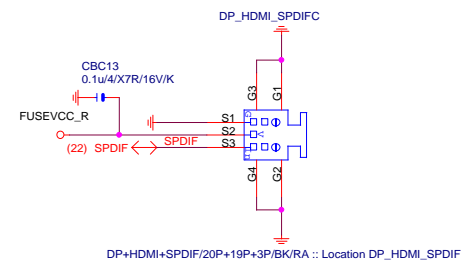 DP_HDMI_SPDIFC
CBC13
0.1u/4/X7R/16V/K
G3
G1
FUSEVCC_R
S1
S2
S3
(22) SPDIF
SPDIF
G4
G2
DP+HDMI+SPDIF/20P+19P+3P/BK/RA :: Location DP_HDMI_SPDIF